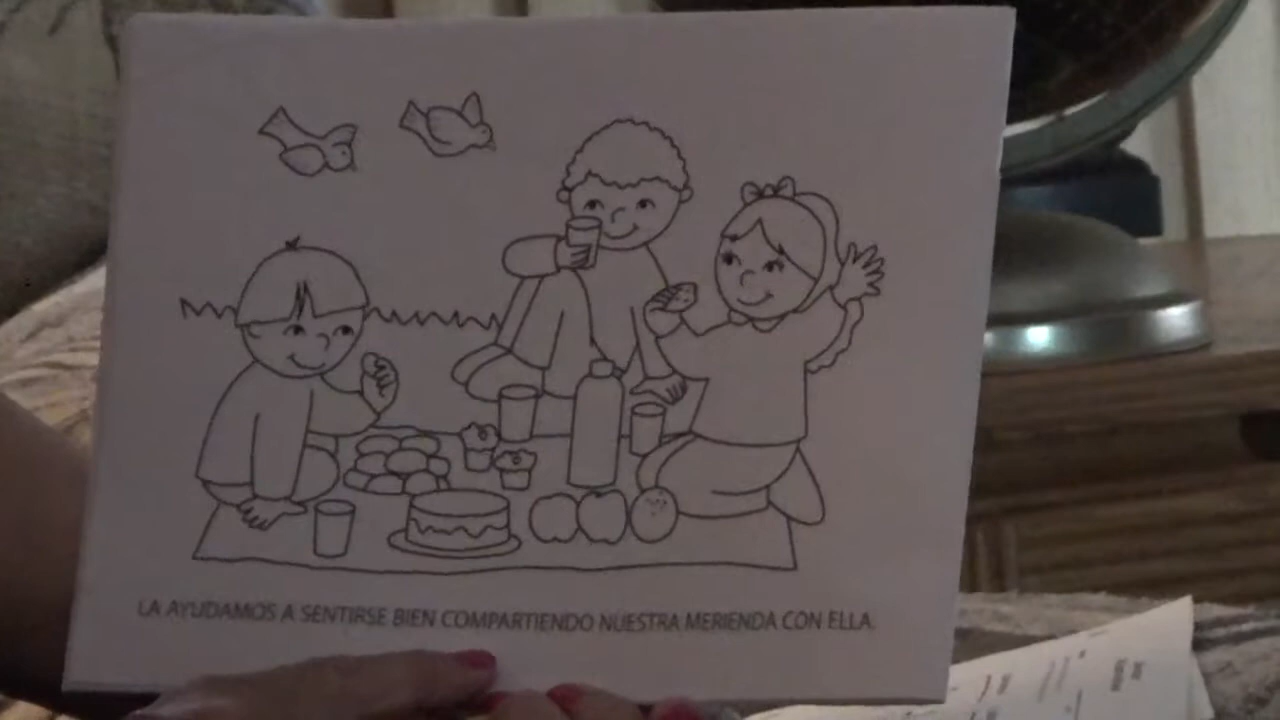 LA AYUDAMOS A SENTIRSE BIEN COMPARTIENDO NUESTRA MERIENDA CON ELLA.